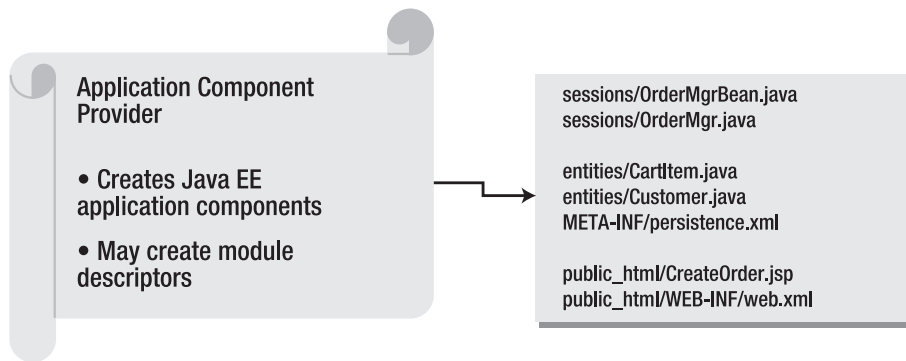 Application Component
Provider
• Creates Java EE
application components
• May create module
descriptors
sessions/OrderMgrBean.java
sessions/OrderMgr.java
entities/CartItem.java
entities/Customer.java
META-INF/persistence.xml
public_html/CreateOrder.jsp
public_html/WEB-INF/web.xml